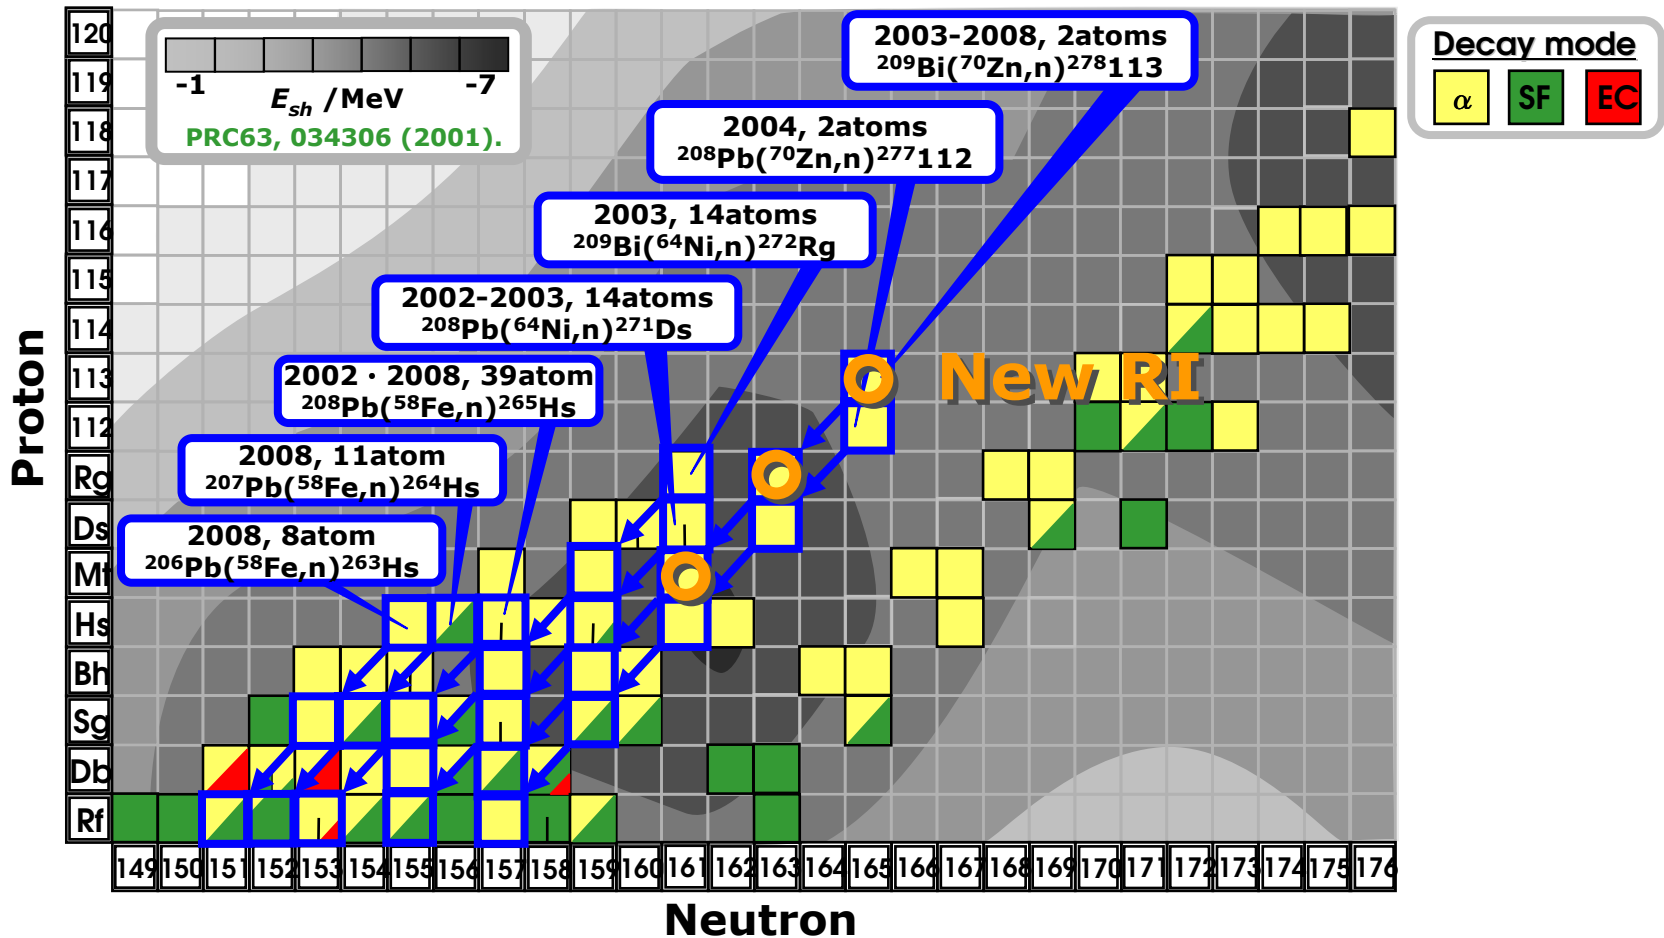 120
119
118
117
116
115
114
113
112
Rg
Ds
Mt
Hs
Bh
Sg
Db
Rf
Proton
-1
-7
E_sh /MeV
PRC63, 034306 (2001).
2003-2008, 2atoms
²⁰⁹Bi(⁷⁰Zn,n)²⁷⁸113
2004, 2atoms
²⁰⁸Pb(⁷⁰Zn,n)²⁷⁷112
2003, 14atoms
²⁰⁹Bi(⁶⁴Ni,n)²⁷²Rg
2002-2003, 14atoms
²⁰⁸Pb(⁶⁴Ni,n)²⁷¹Ds
2002 · 2008, 39atom
²⁰⁸Pb(⁵⁸Fe,n)²⁶⁵Hs
2008, 11atom
²⁰⁷Pb(⁵⁸Fe,n)²⁶⁴Hs
2008, 8atom
²⁰⁶Pb(⁵⁸Fe,n)²⁶³Hs
New RI
Decay mode
α SF EC
149 150 151 152 153 154 155 156 157 158 159 160 161 162 163 164 165 166 167 168 169 170 171 172 173 174 175 176
Neutron